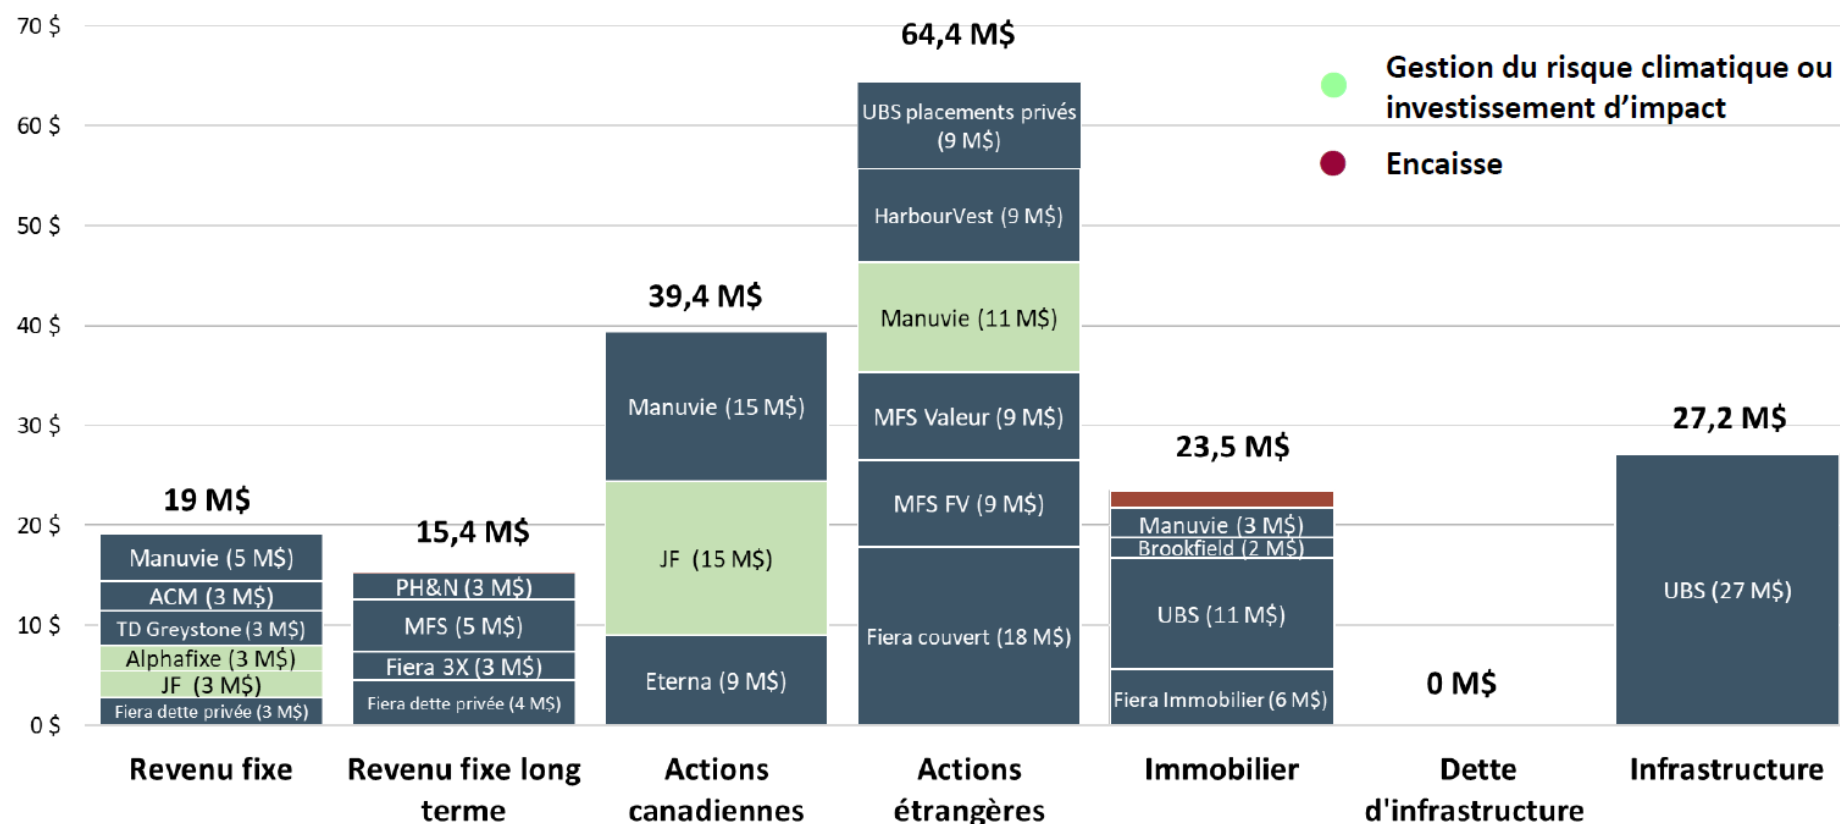 70 $
60 $
50 $
40 $
30 $
20 $
10 $
0 $
Gestion du risque climatique ou
investissement d’impact
Encaisse
19 M$
Manuvie (5 M$)
ACM (3 M$)
TD Greystone (3 M$)
Alphafixe (3 M$)
JF (3 M$)
Fiera dette privée (3 M$)
Revenu fixe
15,4 M$
PH&N (3 M$)
MFS (5 M$)
Fiera 3X (3 M$)
Fiera dette privée (4 M$)
Revenu fixe long
terme
39,4 M$
Manuvie (15 M$)
JF (15 M$)
Eterna (9 M$)
Actions
canadiennes
64,4 M$
UBS placements privés
(9 M$)
HarbourVest (9 M$)
Manuvie (11 M$)
MFS Valeur (9 M$)
MFS FV (9 M$)
Fiera couvert (18 M$)
Actions
étrangères
23,5 M$
Manuvie (3 M$)
Brookfield (2 M$)
UBS (11 M$)
Fiera Immobilier (6 M$)
Immobilier
0 M$
Dette
d'infrastructure
27,2 M$
UBS (27 M$)
Infrastructure